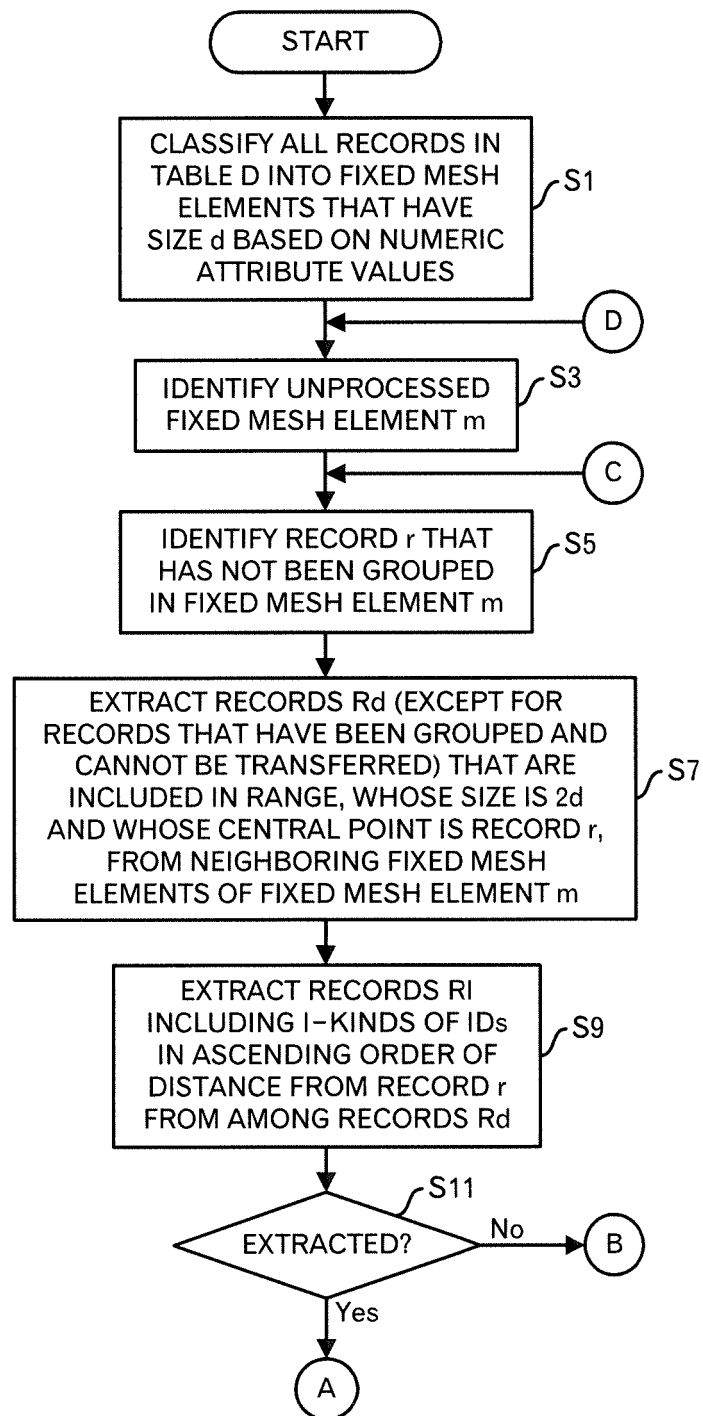 START
CLASSIFY ALL RECORDS IN
TABLE D INTO FIXED MESH
ELEMENTS THAT HAVE
SIZE d BASED ON NUMERIC
ATTRIBUTE VALUES
S1
D
IDENTIFY UNPROCESSED
FIXED MESH ELEMENT m
S3
C
IDENTIFY RECORD r THAT
HAS NOT BEEN GROUPED
IN FIXED MESH ELEMENT m
S5
EXTRACT RECORDS Rd (EXCEPT FOR
RECORDS THAT HAVE BEEN GROUPED AND
CANNOT BE TRANSFERRED) THAT ARE
INCLUDED IN RANGE, WHOSE SIZE IS 2d
AND WHOSE CENTRAL POINT IS RECORD r,
FROM NEIGHBORING FIXED MESH
ELEMENTS OF FIXED MESH ELEMENT m
S7
EXTRACT RECORDS Rl
INCLUDING l-KINDS OF IDs
IN ASCENDING ORDER OF
DISTANCE FROM RECORD r
FROM AMONG RECORDS Rd
S9
S11
EXTRACTED?
No
B
Yes
A